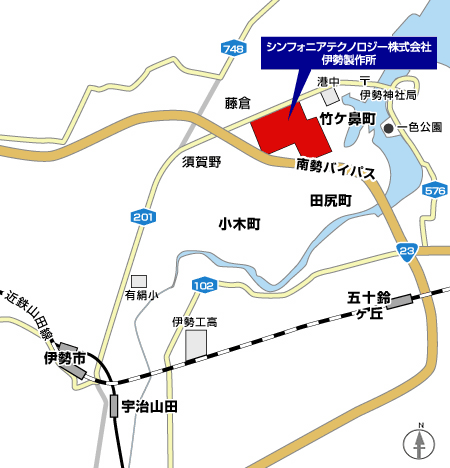 748
シンフォニアテクノロジー株式会社
伊勢製作所
港中
伊勢神社局
藤倉
竹ケ鼻町
一色公園
須賀野
南勢バイパス
田尻町
576
201
小木町
23
有緝小
102
五十鈴
ケ丘
近鉄山田線
伊勢工高
伊勢市
宇治山田
N